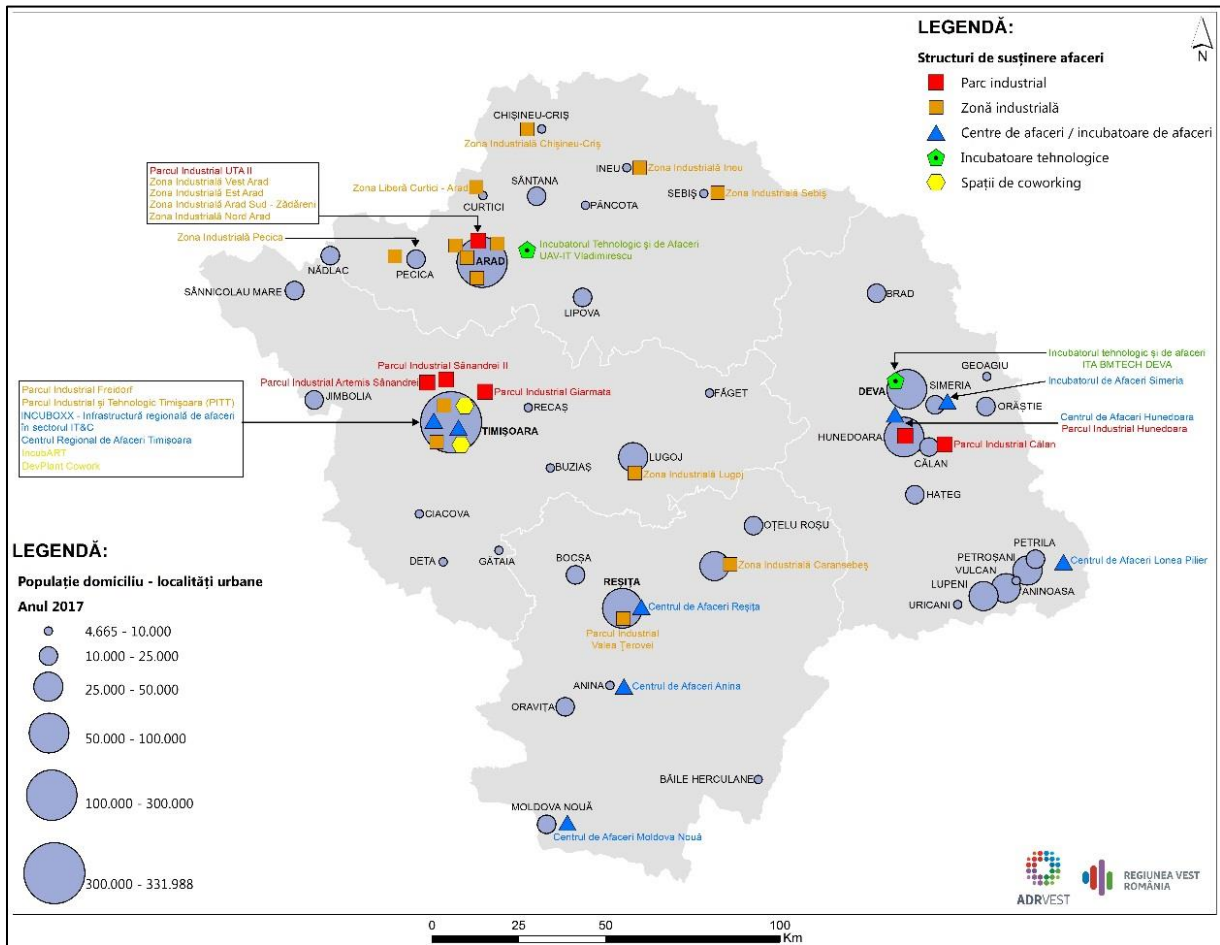 LEGENDĂ:
Structuri de susținere afaceri
Parc industrial
Zonă industrială
Centre de afaceri / incubatoare de afaceri
Incubatoare tehnologice
Spații de coworking
N
CHIȘINEU-CRIȘ
Zona Industrială Chișineu-Criș
INEU
Zona Industrială Ineu
SEBIȘ
Zona Industrială Sebiș
Parcul Industrial UTA II
Zona Industrială Vest Arad
Zona Industrială Est Arad
Zona Industrială Arad Sud - Zădăreni
Zona Industrială Nord Arad
Zona Liberă Curtici - Arad
CURTICI
SÂNTANA
PÂNCOTA
Zona Industrială Pecica
NĂDLAC
PECICA
ARAD
Incubatorul Tehnologic și de Afaceri
UAV-IT Vladimirescu
SÂNNICOLAU MARE
LIPOVA
BRAD
Incubatorul tehnologic și de afaceri
ITA BMTECH DEVA
GEOAGIU
Incubatorul de Afaceri Simeria
DEVA
SIMERIA
ORĂȘTIE
Centrul de Afaceri Hunedoara
Parcul Industrial Hunedoara
HUNEDOARA
Parcul Industrial Călan
CĂLAN
HAȚEG
Parcul Industrial Sânandrei II
Parcul Industrial Artemis Sânandrei
Parcul Industrial Giarmata
JIMBOLIA
RECAȘ
FĂGET
TIMIȘOARA
Parcul Industrial Freidorf
Parcul Industrial și Tehnologic Timișoara (PITT)
INCUBOXX - Infrastructură regională de afaceri
în sectorul IT&C
Centrul Regional de Afaceri Timișoara
IncubART
DevPlant Cowork
BUZIAȘ
LUGOJ
Zona Industrială Lugoj
CIACOVA
DETA
GĂTAIA
BOCȘA
OȚELU ROȘU
Zona Industrială Caransebeș
REȘIȚA
Centrul de Afaceri Reșița
Parcul Industrial
Valea Țerovei
PETRILA
PETROȘANI
Centrul de Afaceri Lonea Pilier
VULCAN
LUPENI
ANINOASA
URICANI
ANINA
Centrul de Afaceri Anina
ORAVIȚA
BĂILE HERCULANE
MOLDOVA NOUĂ
Centrul de Afaceri Moldova Nouă
LEGENDĂ:
Populație domiciliu - localități urbane
Anul 2017
4.665 - 10.000
10.000 - 25.000
25.000 - 50.000
50.000 - 100.000
100.000 - 300.000
300.000 - 331.988
ADRVEST
REGIUNEA VEST
ROMÂNIA
0 25 50 100
Km